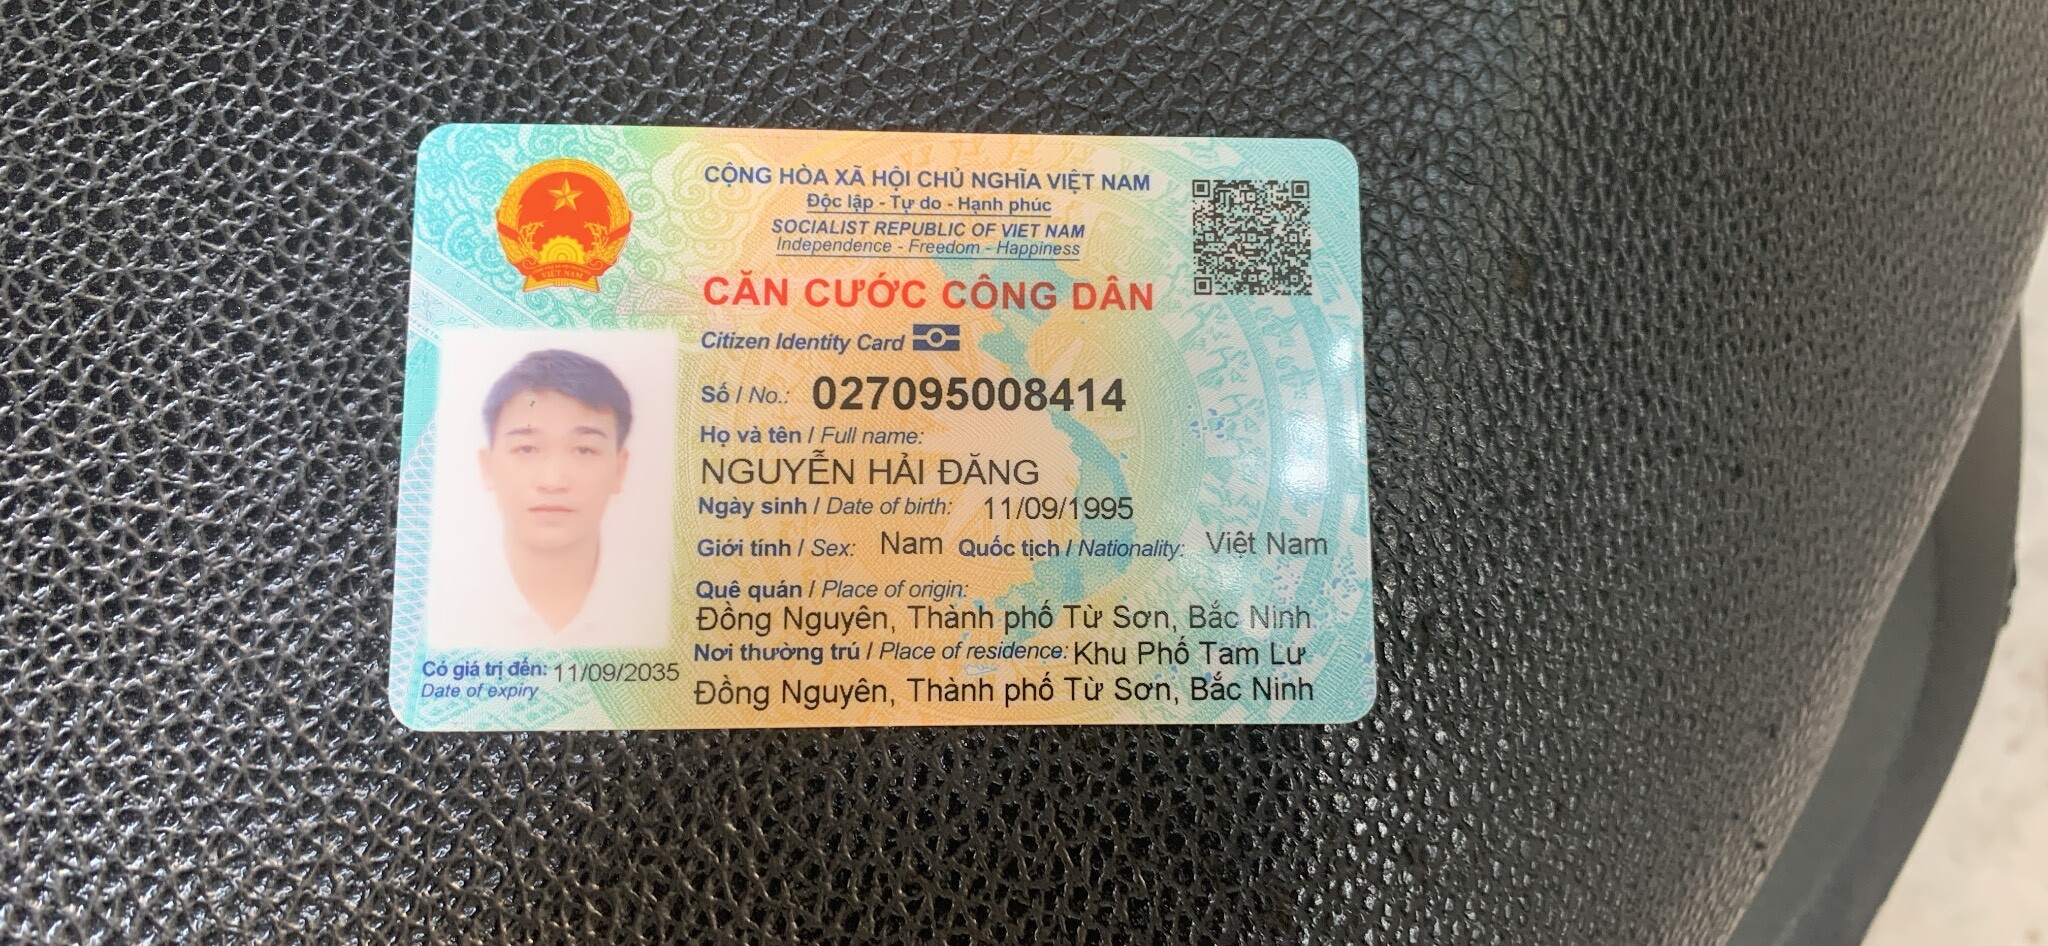 CỘNG HÒA XÃ HỘI CHỦ NGHĨA VIỆT NAM
Độc lập - Tự do - Hạnh phúc
SOCIALIST REPUBLIC OF VIET NAM
Independence - Freedom - Happiness
CĂN CƯỚC CÔNG DÂN
Citizen Identity Card
Số / No.: 027095008414
Họ và tên / Full name:
NGUYỄN HẢI ĐĂNG
Ngày sinh / Date of birth: 11/09/1995
Giới tính / Sex: Nam Quốc tịch / Nationality: Việt Nam
Quê quán / Place of origin:
Đồng Nguyên, Thành phố Từ Sơn, Bắc Ninh
Nơi thường trú / Place of residence: Khu Phố Tam Lư
Đồng Nguyên, Thành phố Từ Sơn, Bắc Ninh
Có giá trị đến: 11/09/2035
Date of expiry
VIỆT NAM